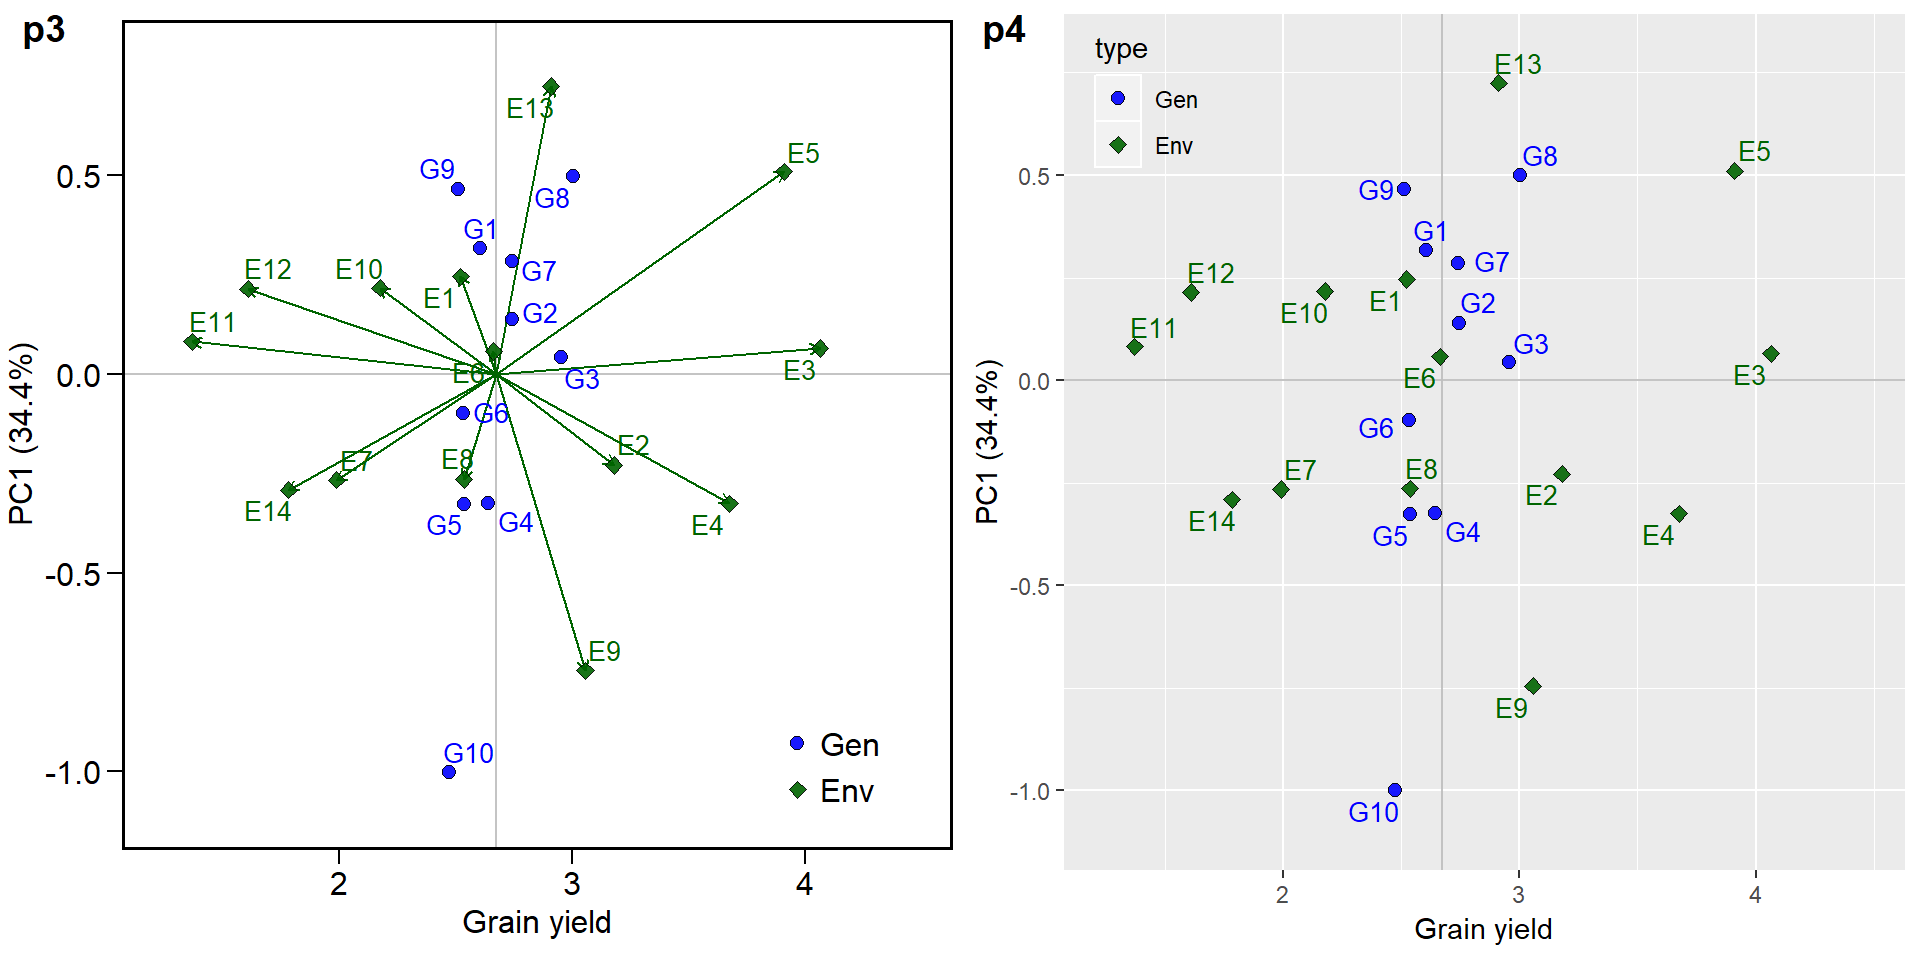 p3
E13
E5
G9
G8
G1
E12
E10
G7
E1
G2
E11
0.5
0.0
-0.5
-1.0
E6
E3
G3
G6
E7
E8
E2
E14
G5
G4
E4
E9
G10
Gen
Env
2
3
4
Grain yield
PC1 (34.4%)
p4
type
Gen
Env
E13
E5
G8
G9
G1
G7
E12
E10
E1
G2
E11
G3
E6
E3
G6
E7
E8
E2
E14
G5
G4
E4
E9
G10
0.5
0.0
-0.5
-1.0
2
3
4
Grain yield
PC1 (34.4%)